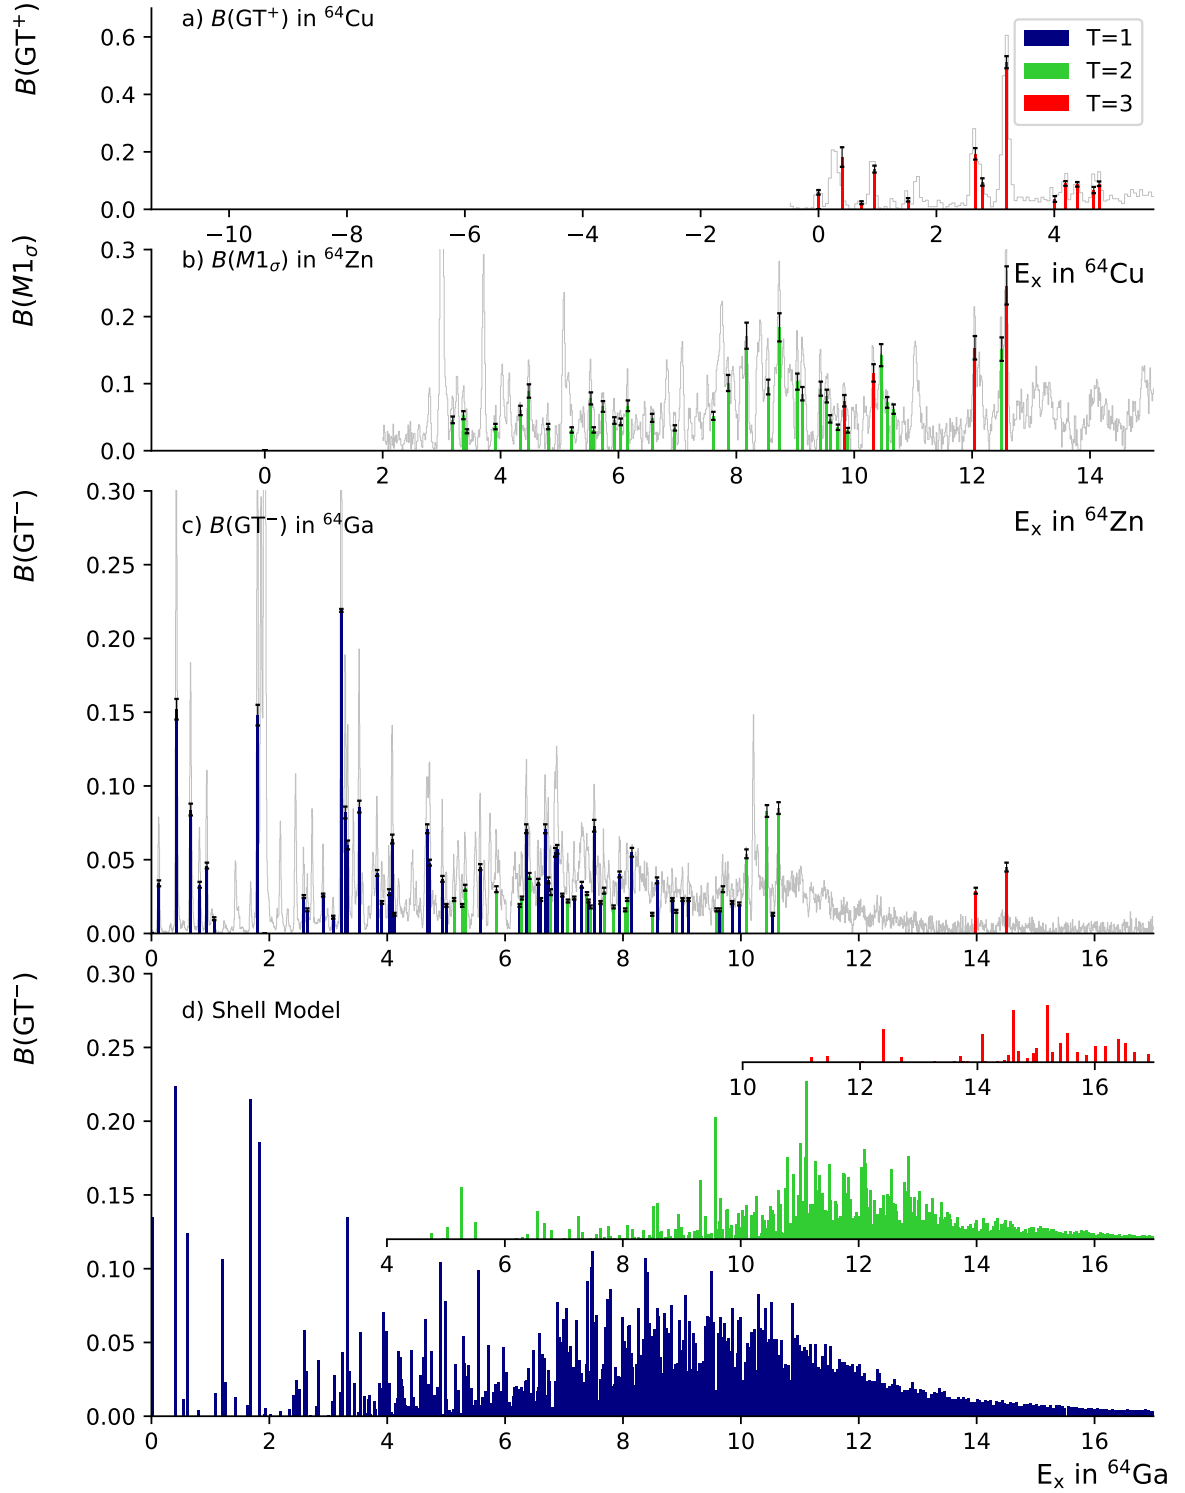 a) B(GT⁺) in ⁶⁴Cu
T=1
T=2
T=3
B(GT⁺)
0.6
0.4
0.2
0.0
−10 −8 −6 −4 −2 0 2 4
E_x in ⁶⁴Cu
b) B(M1_σ) in ⁶⁴Zn
B(M1_σ)
0.3
0.2
0.1
0.0
0 2 4 6 8 10 12 14
E_x in ⁶⁴Zn
c) B(GT⁻) in ⁶⁴Ga
B(GT⁻)
0.30
0.25
0.20
0.15
0.10
0.05
0.00
0 2 4 6 8 10 12 14 16
d) Shell Model
B(GT⁻)
0.30
0.25
0.20
0.15
0.10
0.05
0.00
10 12 14 16
4 6 8 10 12 14 16
0 2 4 6 8 10 12 14 16
E_x in ⁶⁴Ga